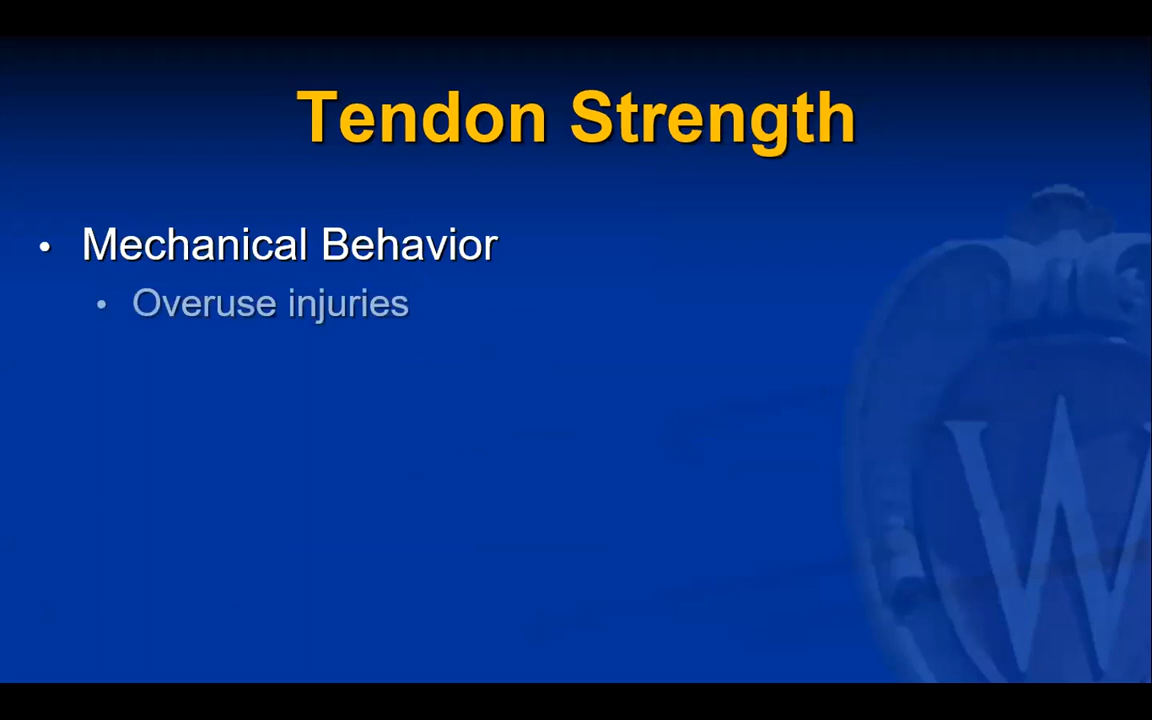 Tendon Strength
• Mechanical Behavior
• Overuse injuries
W